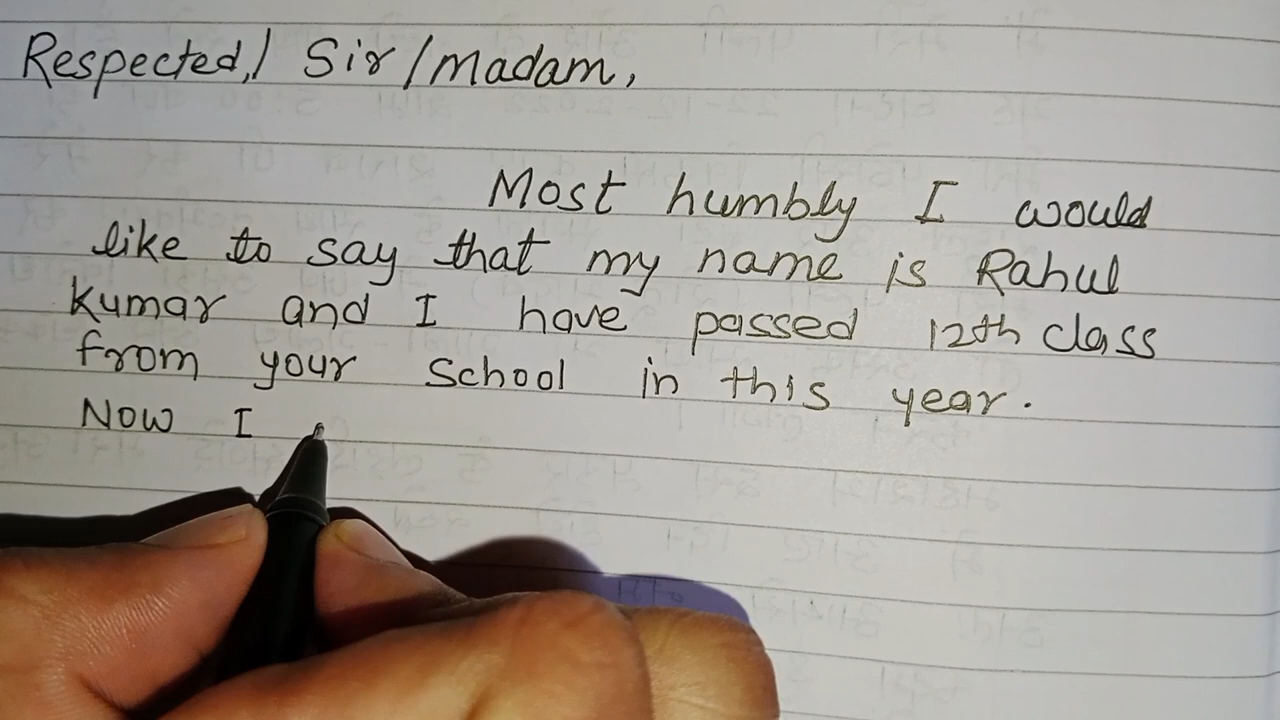 Respected,/ Sir/madam,
Most humbly I would
like to say that my name is Rahul
Kumar and I have passed 12th class
from your School in this year.
Now I